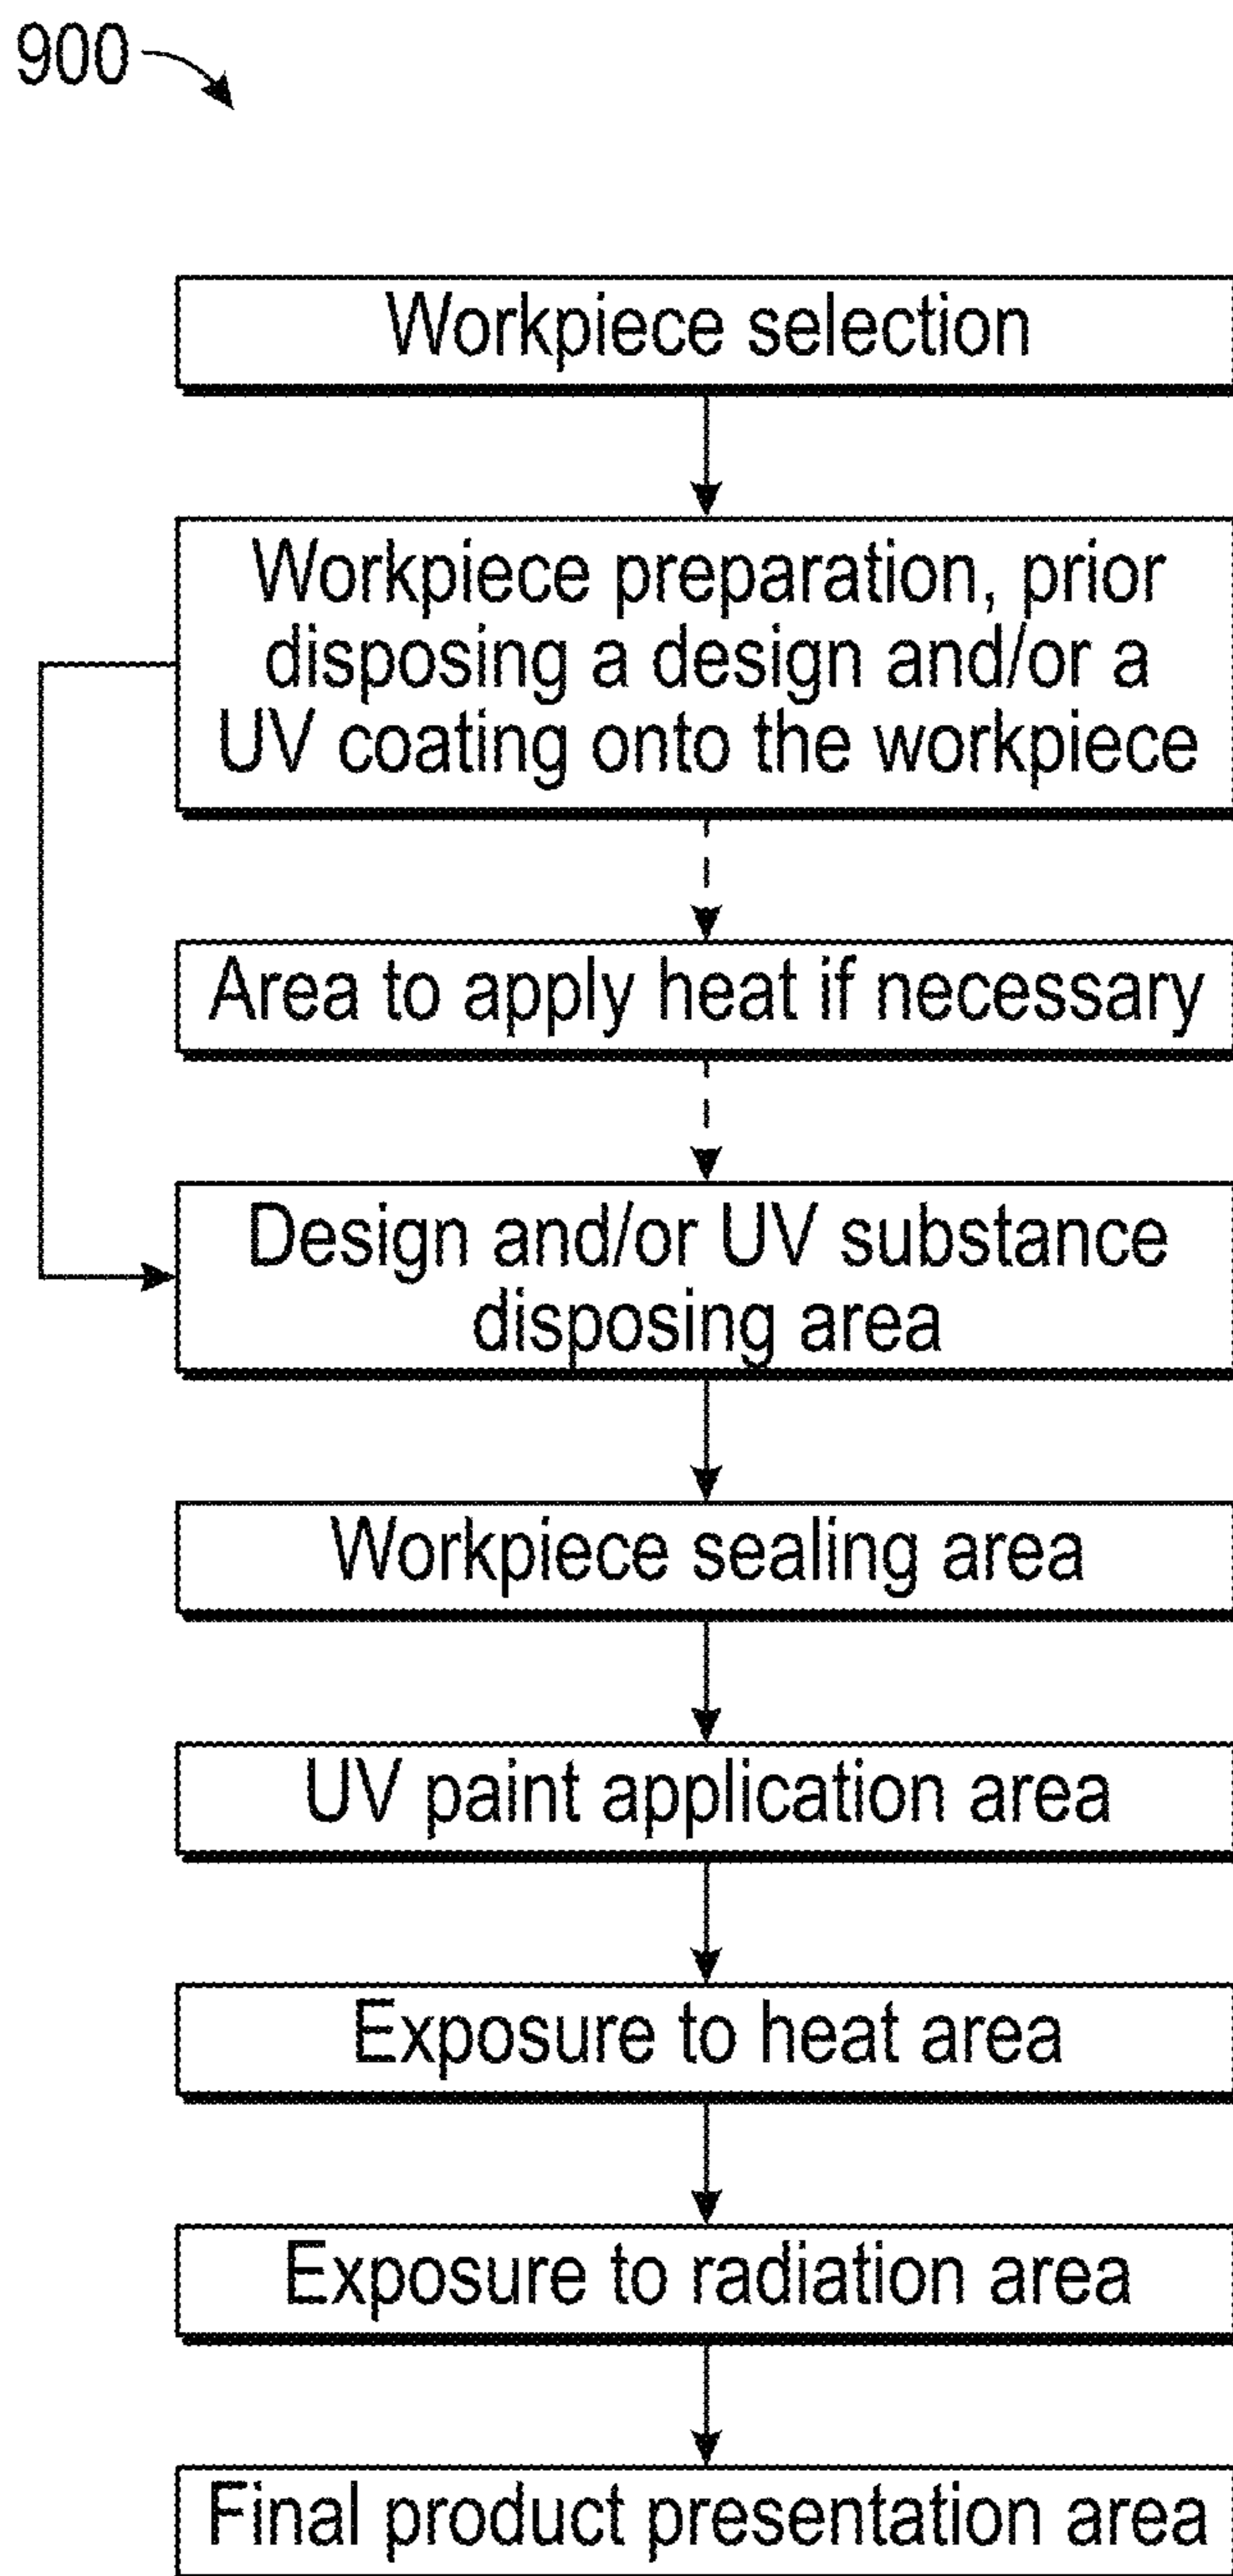 900
Workpiece selection
Workpiece preparation, prior
disposing a design and/or a
UV coating onto the workpiece
Area to apply heat if necessary
Design and/or UV substance
disposing area
Workpiece sealing area
UV paint application area
Exposure to heat area
Exposure to radiation area
Final product presentation area